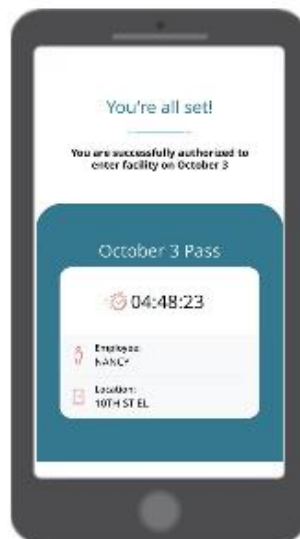 You're all set!
You are successfully authorized to
enter facility on October 3
October 3 Pass
04:48:23
Employee:
NANCY
Location:
10TH ST EL